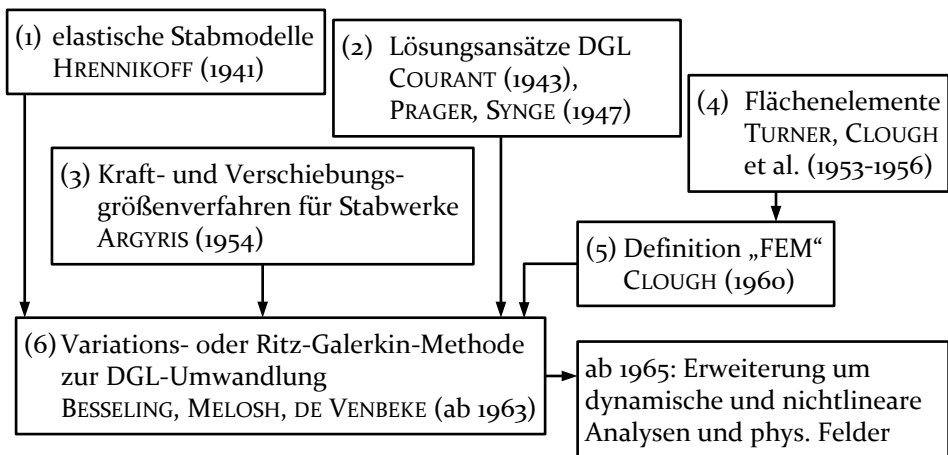 (1) elastische Stabmodelle
HRENNIKOFF (1941)
(2) Lösungsansätze DGL
COURANT (1943),
PRAGER, SYNGE (1947)
(3) Kraft- und Verschiebungs-
größenverfahren für Stabwerke
ARGYRIS (1954)
(4) Flächenelemente
TURNER, CLOUGH
et al. (1953-1956)
(5) Definition „FEM“
CLOUGH (1960)
(6) Variations- oder Ritz-Galerkin-Methode
zur DGL-Umwandlung
BESSELING, MELOSH, DE VENBEKE (ab 1963)
ab 1965: Erweiterung um
dynamische und nichtlineare
Analysen und phys. Felder